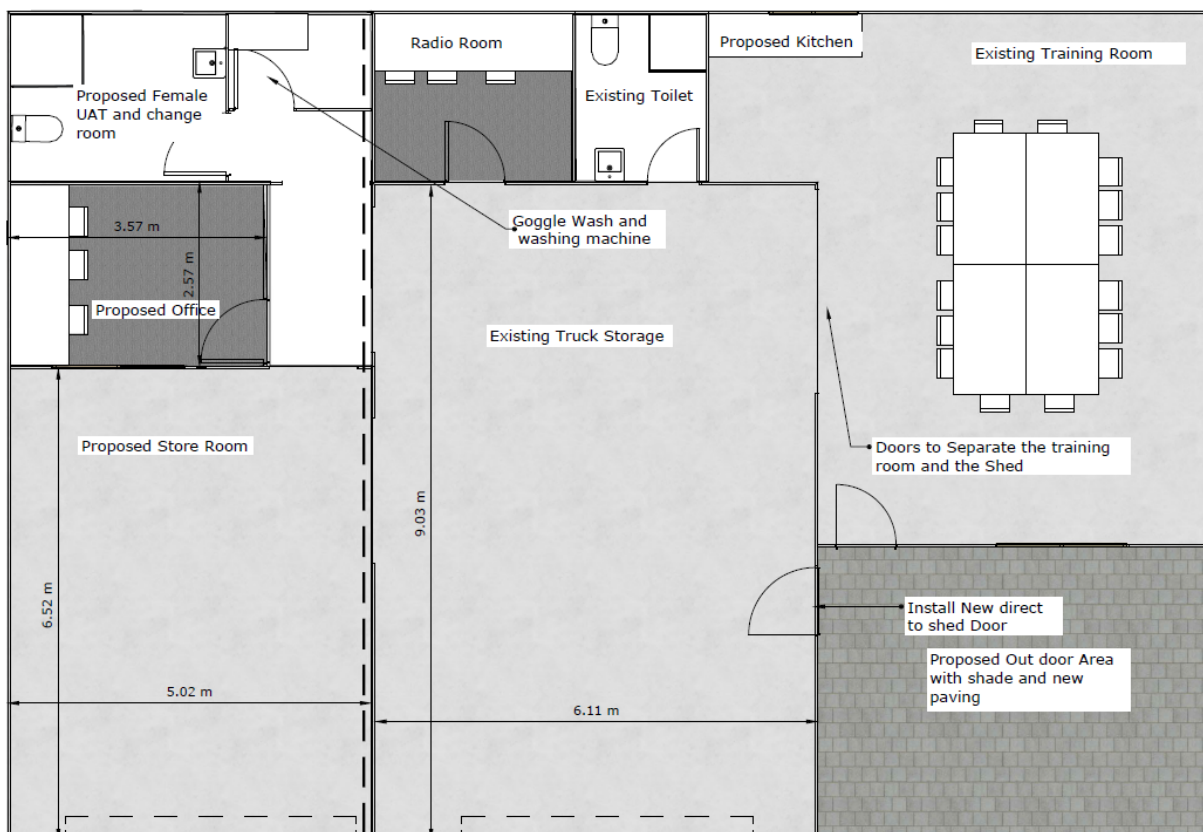 Radio Room
Proposed Kitchen
Existing Training Room
Proposed Female
UAT and change
room
Existing Toilet
Goggle Wash and
washing machine
3.57 m
2.57 m
Proposed Office
Existing Truck Storage
Proposed Store Room
Doors to Separate the training
room and the Shed
9.03 m
6.52 m
Install New direct
to shed Door
Proposed Out door Area
with shade and new
paving
5.02 m
6.11 m